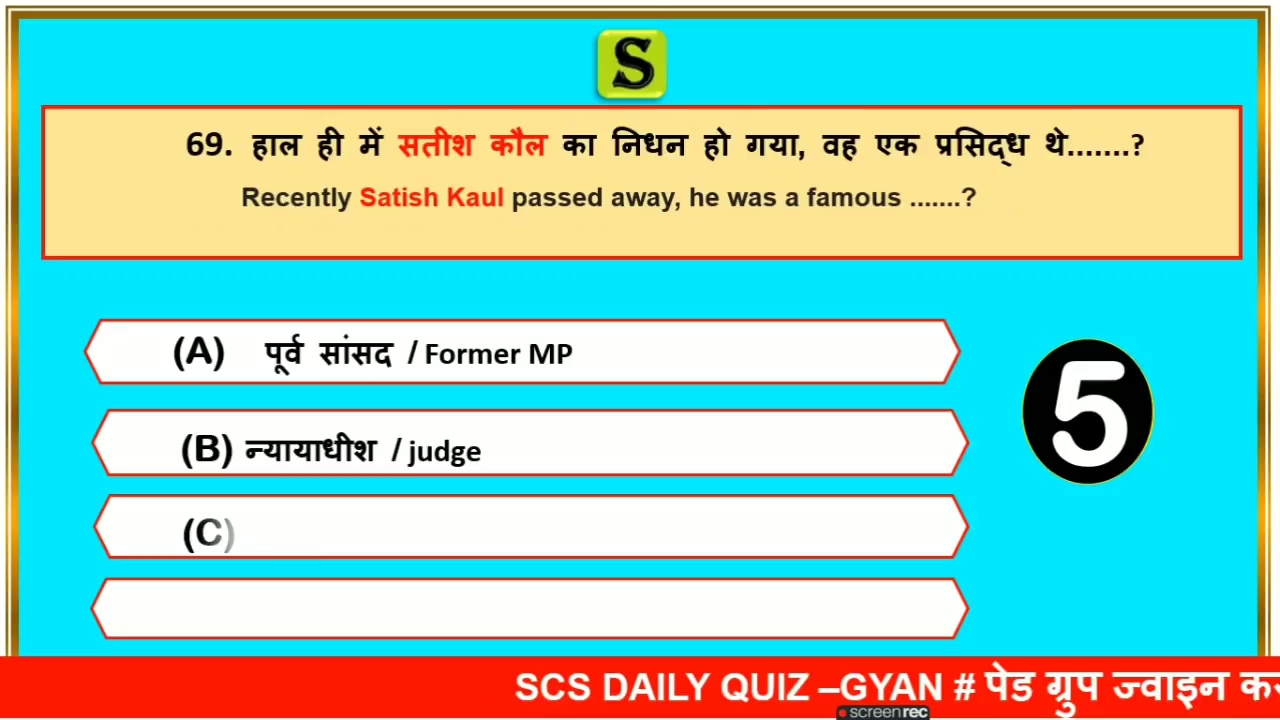 S
69. हाल ही में सतीश कौल का निधन हो गया, वह एक प्रसिद्ध थे.......?
Recently Satish Kaul passed away, he was a famous .......?
(A) पूर्व सांसद / Former MP
5
(B) न्यायाधीश / judge
(C)
SCS DAILY QUIZ –GYAN # पेड ग्रुप ज्वाइन
screenrec